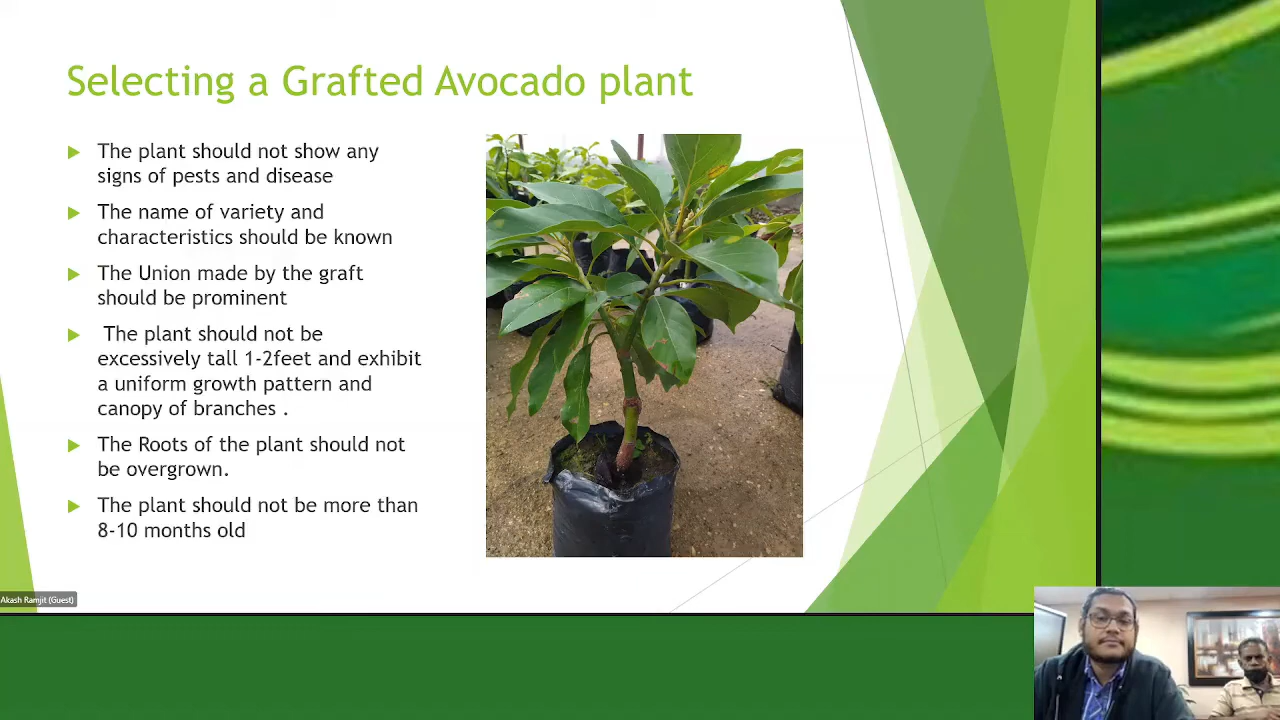 Selecting a Grafted Avocado plant
The plant should not show any
signs of pests and disease
The name of variety and
characteristics should be known
The Union made by the graft
should be prominent
The plant should not be
excessively tall 1-2feet and exhibit
a uniform growth pattern and
canopy of branches .
The Roots of the plant should not
be overgrown.
The plant should not be more than
8-10 months old
Akash Ramjit (Guest)